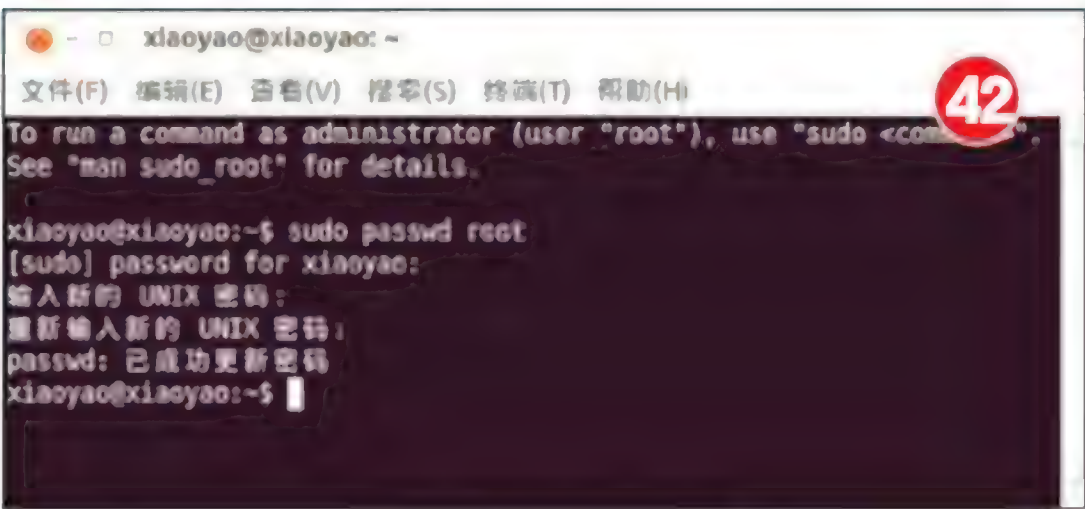 xiaoyao@xiaoyao: ~
文件(F) 编辑(E) 查看(V) 搜索(S) 终端(T) 帮助(H)
42
To run a command as administrator (user "root"), use "sudo <com
See "man sudo_root" for details.
xiaoyao@xiaoyao:~$ sudo passwd root
[sudo] password for xiaoyao:
输入新的 UNIX 密码:
重新输入新的 UNIX 密码:
passwd: 已成功更新密码
xiaoyao@xiaoyao:~$